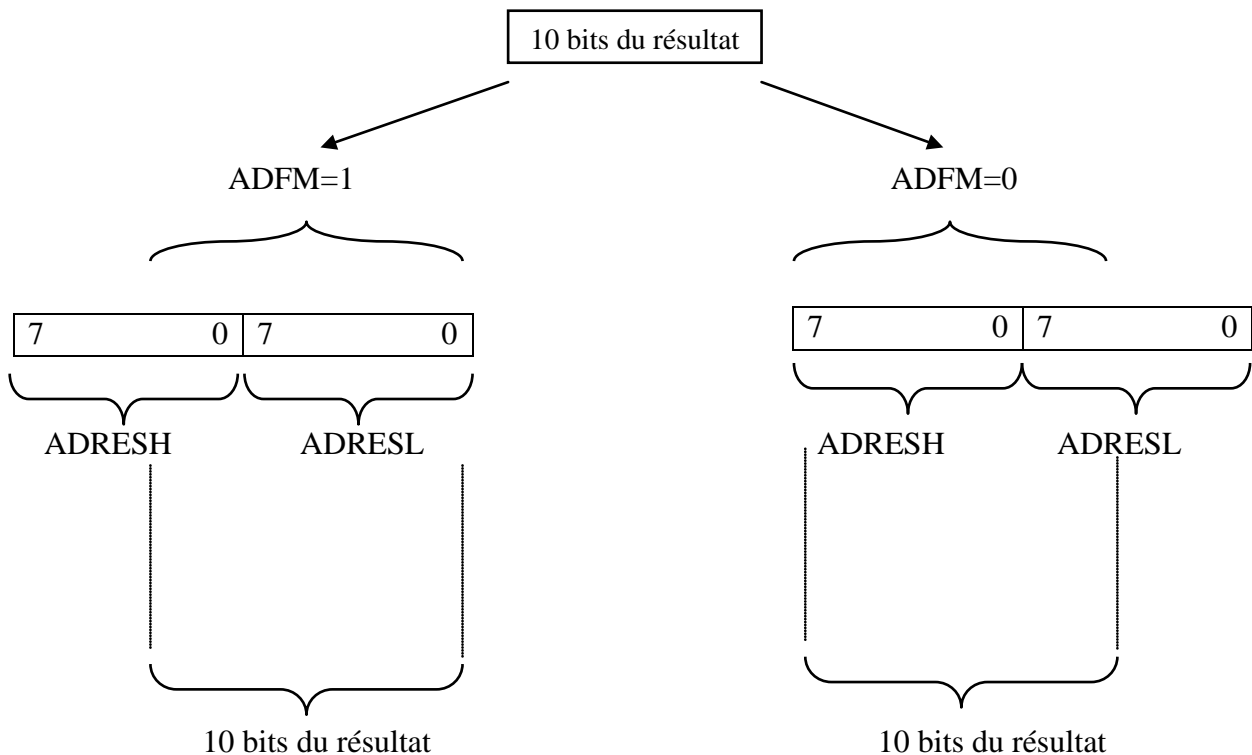 10 bits du résultat
ADFM=1 ADFM=0
7 0 7 0 7 0 7 0
ADRESH ADRESL ADRESH ADRESL
10 bits du résultat 10 bits du résultat